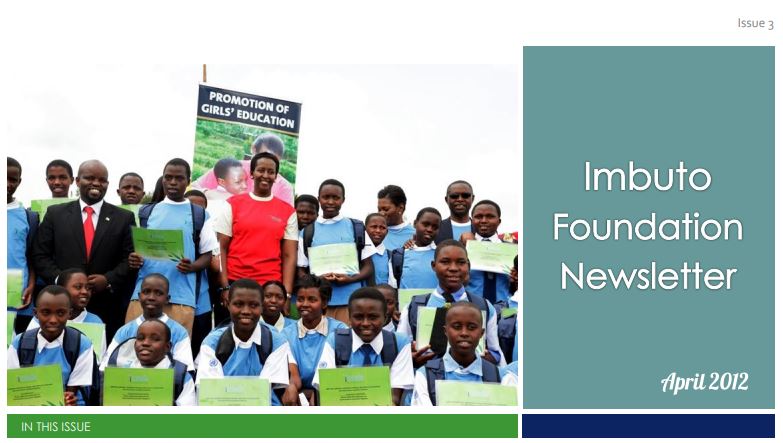 Issue 3
PROMOTION OF
GIRLS' EDUCATION
Imbuto
Foundation
Newsletter
April 2012
IN THIS ISSUE